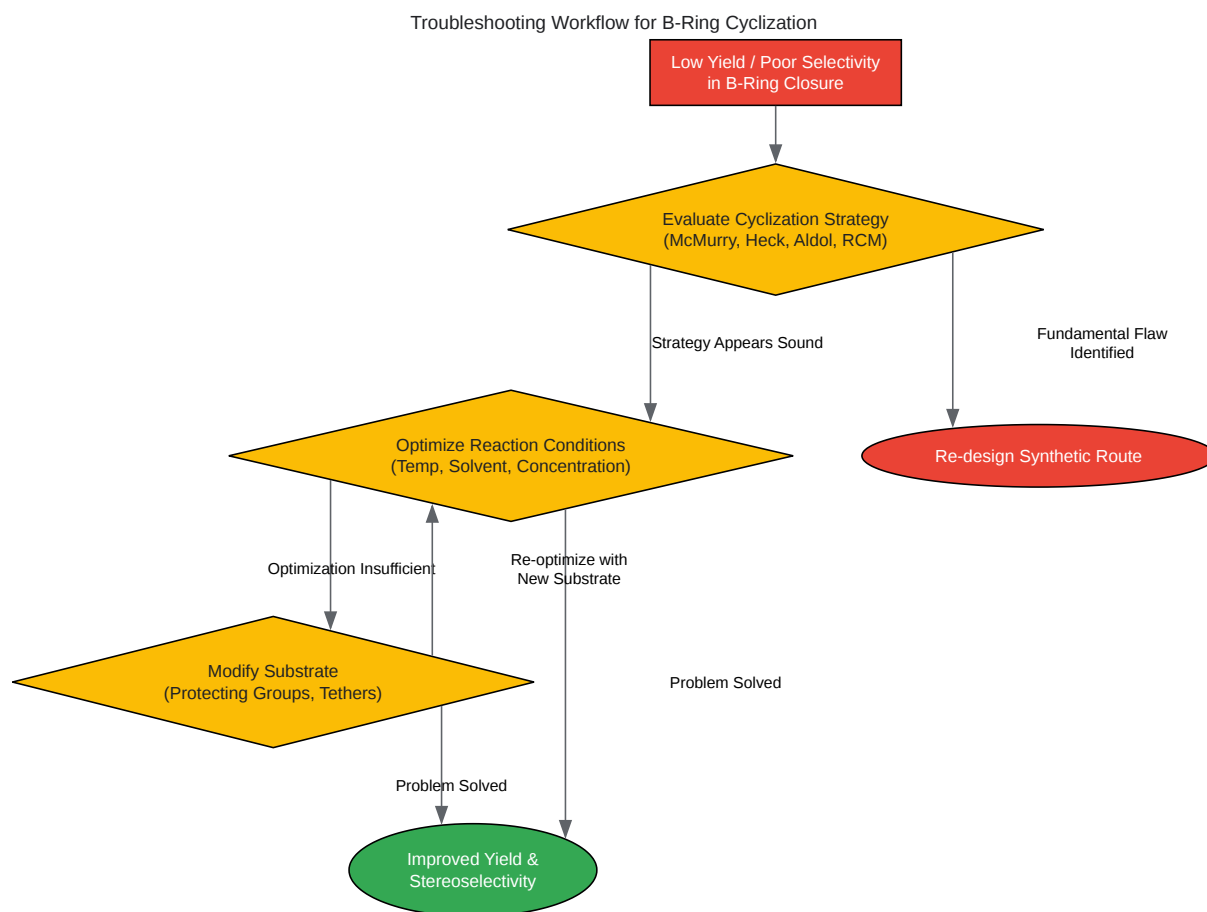 Troubleshooting Workflow for B-Ring Cyclization
Low Yield / Poor Selectivity
in B-Ring Closure
Evaluate Cyclization Strategy
(McMurry, Heck, Aldol, RCM)
Strategy Appears Sound
Fundamental Flaw
Identified
Optimize Reaction Conditions
(Temp, Solvent, Concentration)
Re-design Synthetic Route
Optimization Insufficient
Re-optimize with
New Substrate
Modify Substrate
(Protecting Groups, Tethers)
Problem Solved
Problem Solved
Improved Yield &
Stereoselectivity